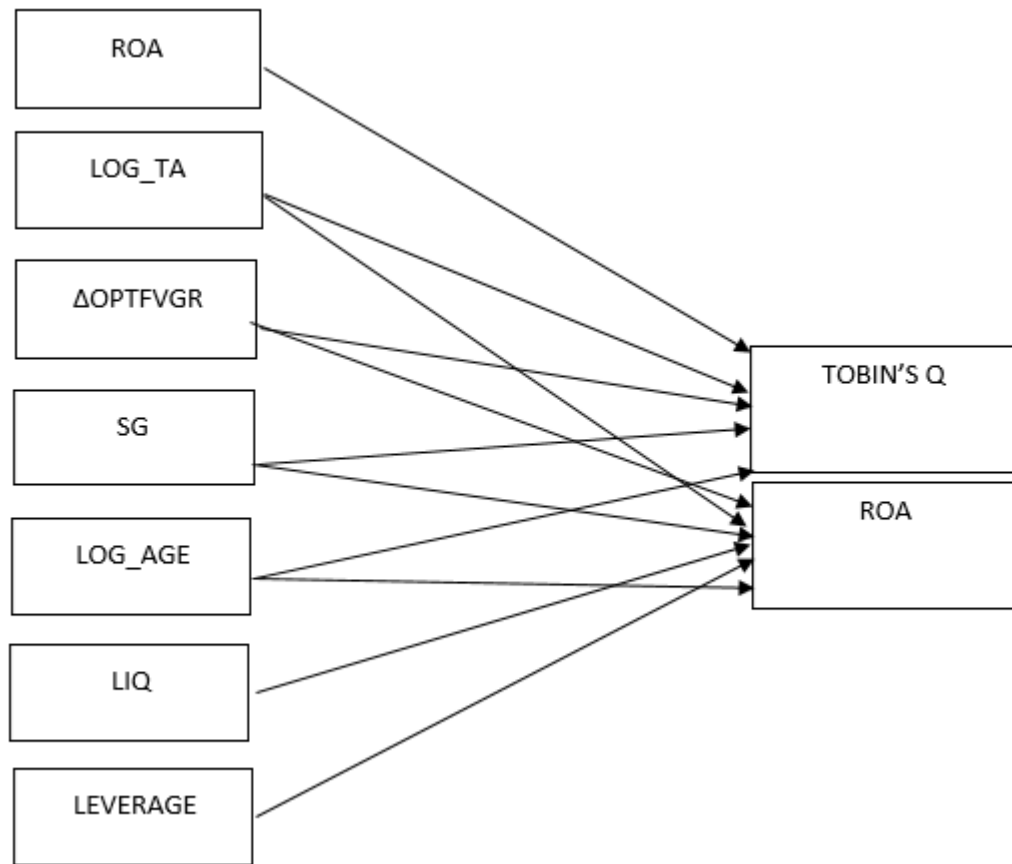 ROA
LOG_TA
ΔOPTFVGR
SG
LOG_AGE
LIQ
LEVERAGE
TOBIN’S Q
ROA